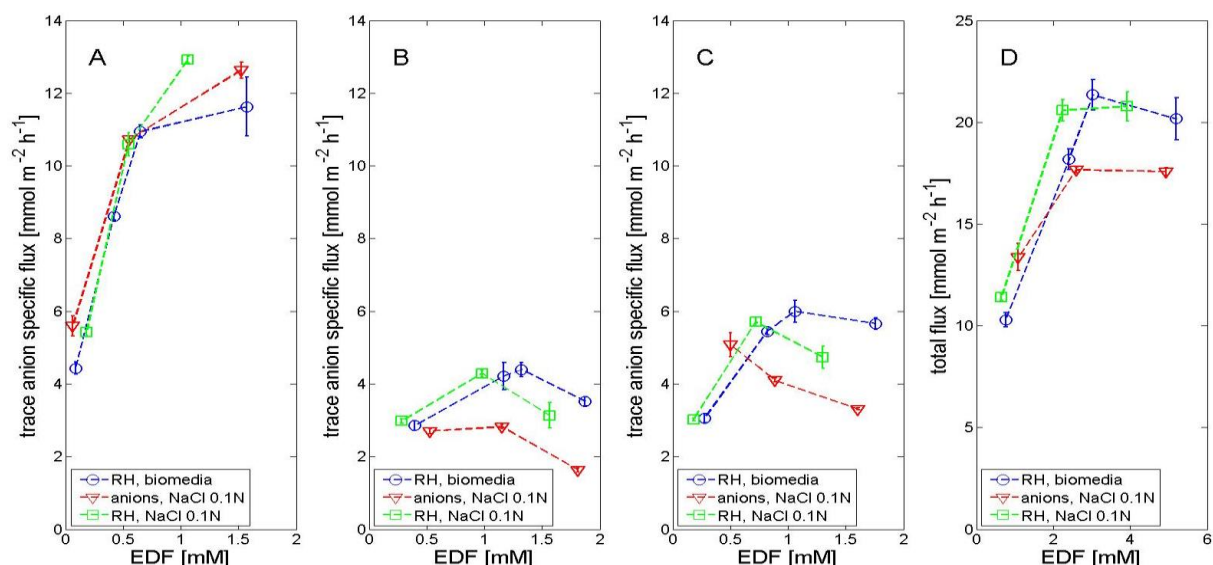 A
trace anion specific flux [mmol m⁻² h⁻¹]
14
12
10
8
6
4
2
0
RH, biomedia
anions, NaCl 0.1N
RH, NaCl 0.1N
0
0.5
1
1.5
2
EDF [mM]
B
trace anion specific flux [mmol m⁻² h⁻¹]
14
12
10
8
6
4
2
0
RH, biomedia
anions, NaCl 0.1N
RH, NaCl 0.1N
0
0.5
1
1.5
2
EDF [mM]
C
trace anion specific flux [mmol m⁻² h⁻¹]
14
12
10
8
6
4
2
0
RH, biomedia
anions, NaCl 0.1N
RH, NaCl 0.1N
0
0.5
1
1.5
2
EDF [mM]
D
total flux [mmol m⁻² h⁻¹]
25
20
15
10
5
0
RH, biomedia
anions, NaCl 0.1N
RH, NaCl 0.1N
0
2
4
6
EDF [mM]